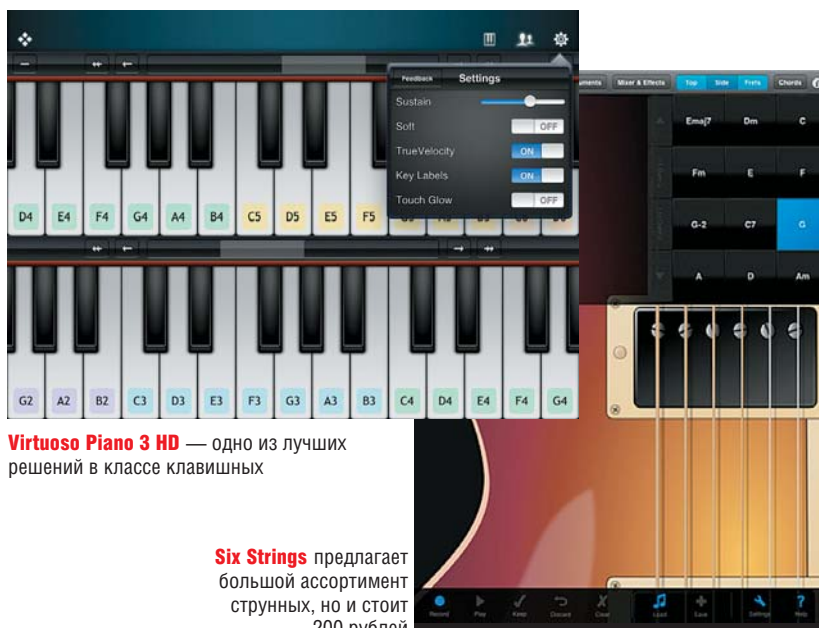 Feedback Settings
Sustain
Soft OFF
TrueVelocity ON
Key Labels ON
Touch Glow OFF
D4 E4 F4 G4 A4 B4 C5 D5 E5 F5
G2 A2 B2 C3 D3 E3 F3 G3 A3 B3 C4 D4 E4 F4 G4
Mixer & Effects Top Side Frets Chords
Emaj7 Dm C
Fm E F
G-2 C7 G
A D Am
Record Play Keep Discard Clear Load Save Settings Help
Virtuoso Piano 3 HD — одно из лучших
решений в классе клавишных
Six Strings предлагает
большой ассортимент
струнных, но и стоит
200 рублей